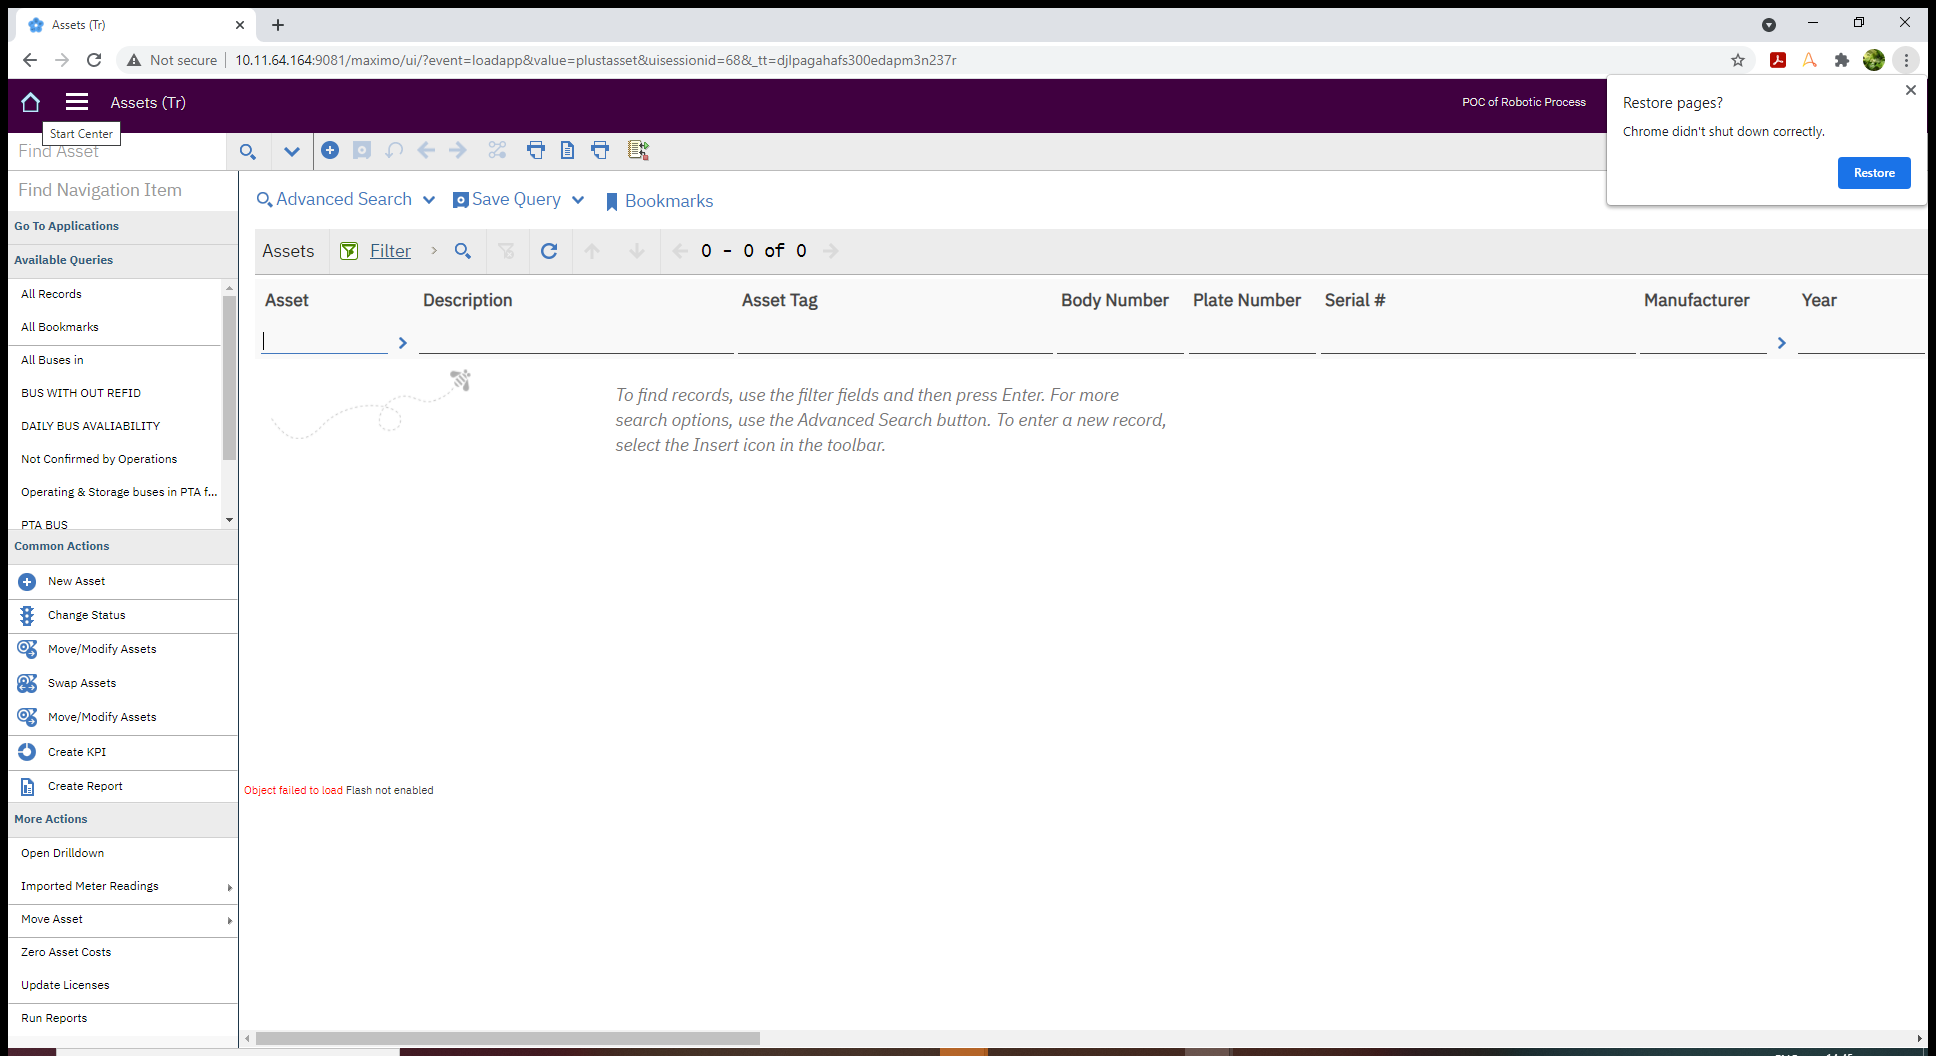 Assets (Tr)
Not secure
10.11.64.164:9081/maximo/ui/?event=loadapp&value=plustasset&uisessionid=68&_tt=djlpagahafs300edapm3n237r
Assets (Tr)
POC of Robotic Process
Restore pages?
Chrome didn't shut down correctly.
Restore
Start Center
Find Asset
Find Navigation Item
Go To Applications
Available Queries
All Records
All Bookmarks
All Buses in
BUS WITH OUT REFID
DAILY BUS AVALIABILITY
Not Confirmed by Operations
Operating & Storage buses in PTA f...
PTA BUS
Common Actions
New Asset
Change Status
Move/Modify Assets
Swap Assets
Move/Modify Assets
Create KPI
Create Report
More Actions
Open Drilldown
Imported Meter Readings
Move Asset
Zero Asset Costs
Update Licenses
Run Reports
Advanced Search
Save Query
Bookmarks
Assets
Filter
0 - 0 of 0
Asset Description Asset Tag Body Number Plate Number Serial # Manufacturer Year
To find records, use the filter fields and then press Enter. For more
search options, use the Advanced Search button. To enter a new record,
select the Insert icon in the toolbar.
Object failed to load Flash not enabled